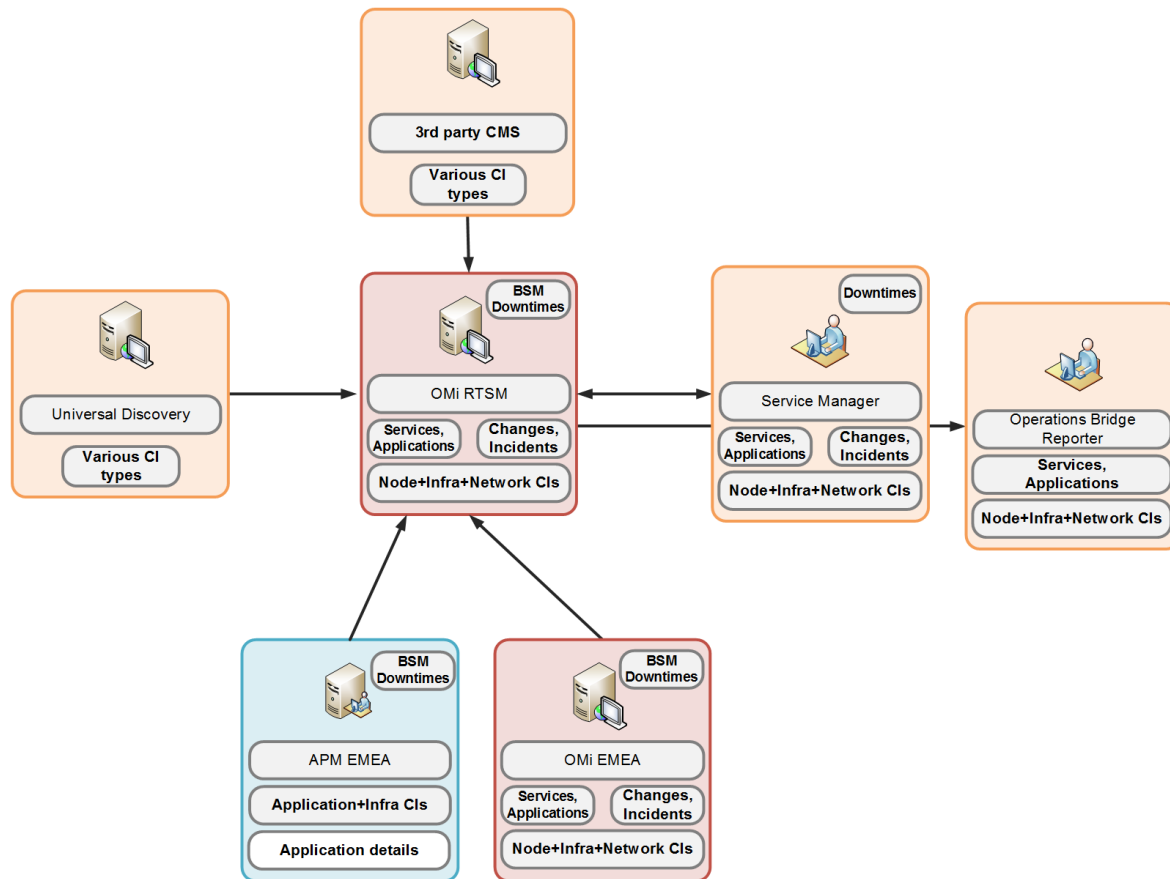 3rd party CMS
Various CI
types
BSM
Downtimes
OMi RTSM
Services,
Applications
Changes,
Incidents
Node+Infra+Network CIs
Universal Discovery
Various CI
types
Downtimes
Service Manager
Services,
Applications
Changes,
Incidents
Node+Infra+Network CIs
Operations Bridge
Reporter
Services,
Applications
Node+Infra+Network CIs
BSM
Downtimes
APM EMEA
Application+Infra CIs
Application details
BSM
Downtimes
OMi EMEA
Services,
Applications
Changes,
Incidents
Node+Infra+Network CIs